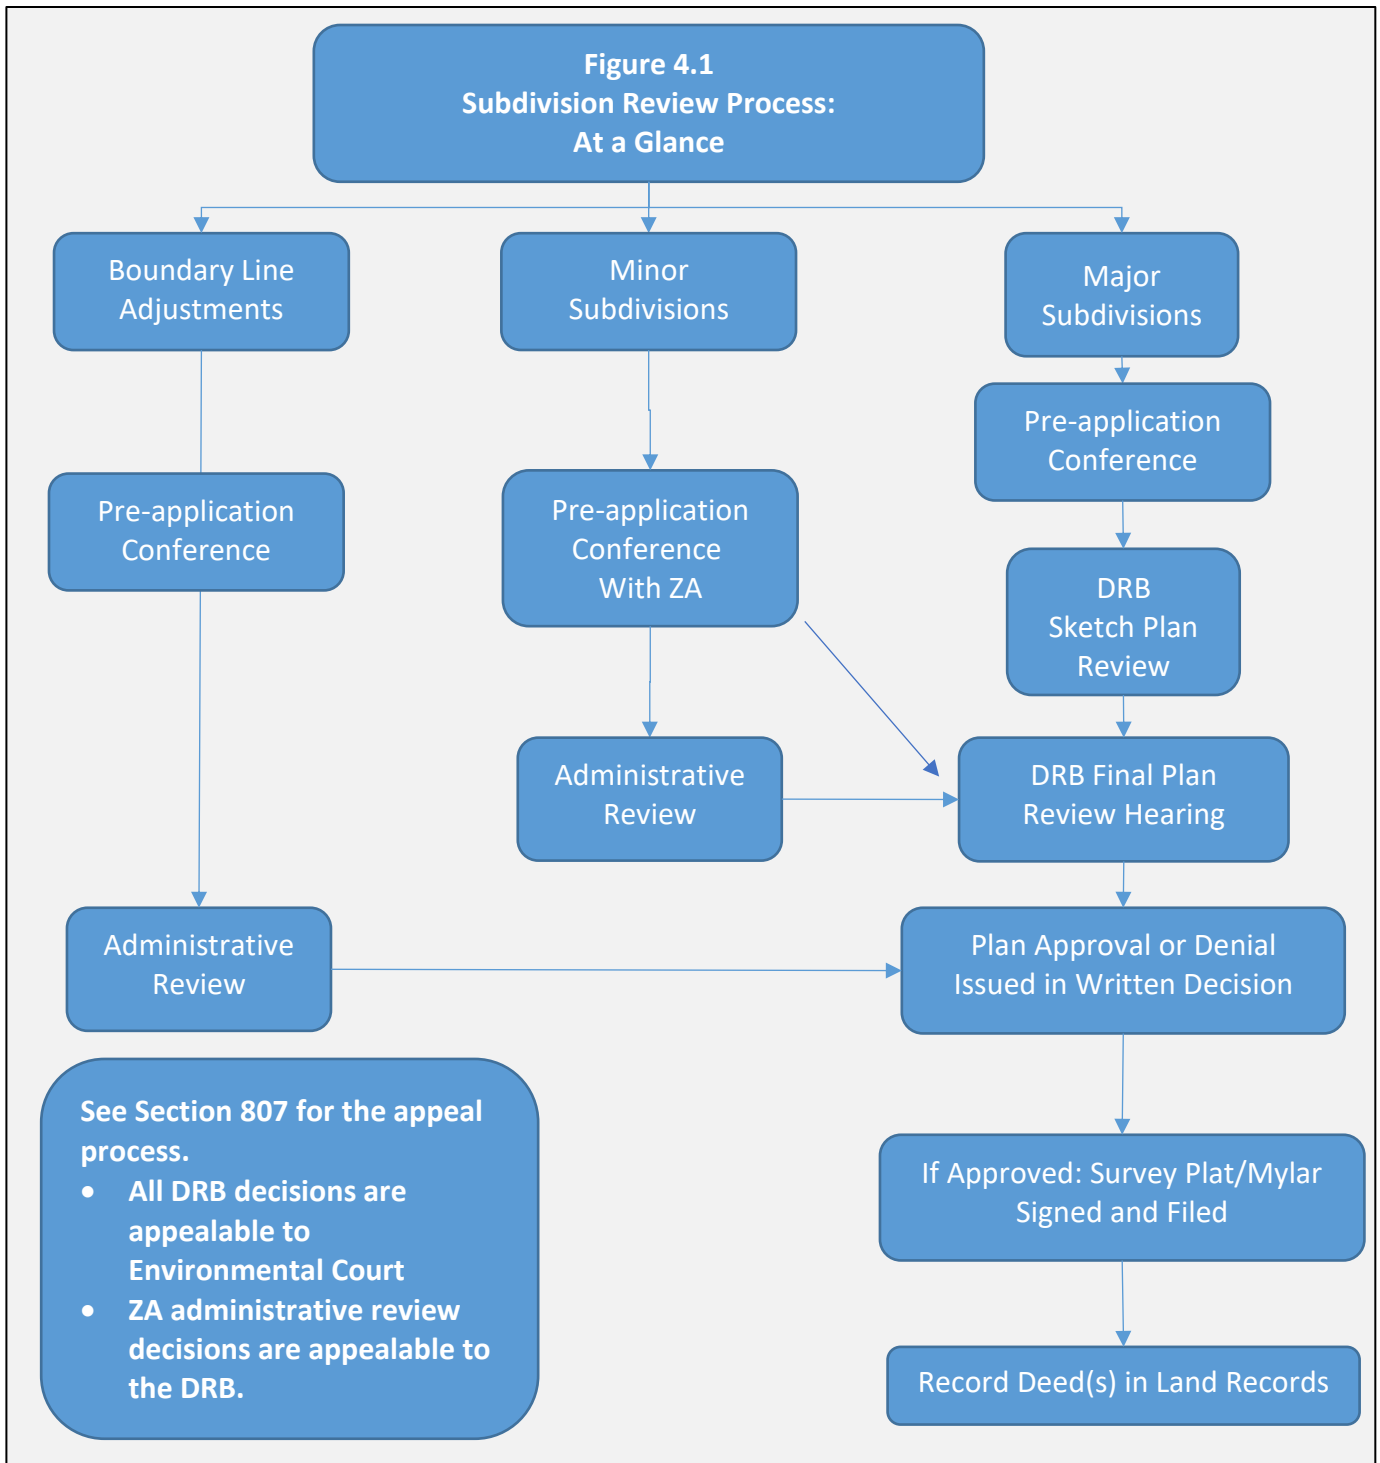 Figure 4.1
Subdivision Review Process:
At a Glance
Boundary Line
Adjustments
Minor
Subdivisions
Major
Subdivisions
Pre-application
Conference
Pre-application
Conference
With ZA
Pre-application
Conference
DRB
Sketch Plan
Review
Administrative
Review
DRB Final Plan
Review Hearing
Administrative
Review
Plan Approval or Denial
Issued in Written Decision
See Section 807 for the appeal
process.
• All DRB decisions are
appealable to
Environmental Court
• ZA administrative review
decisions are appealable to
the DRB.
If Approved: Survey Plat/Mylar
Signed and Filed
Record Deed(s) in Land Records